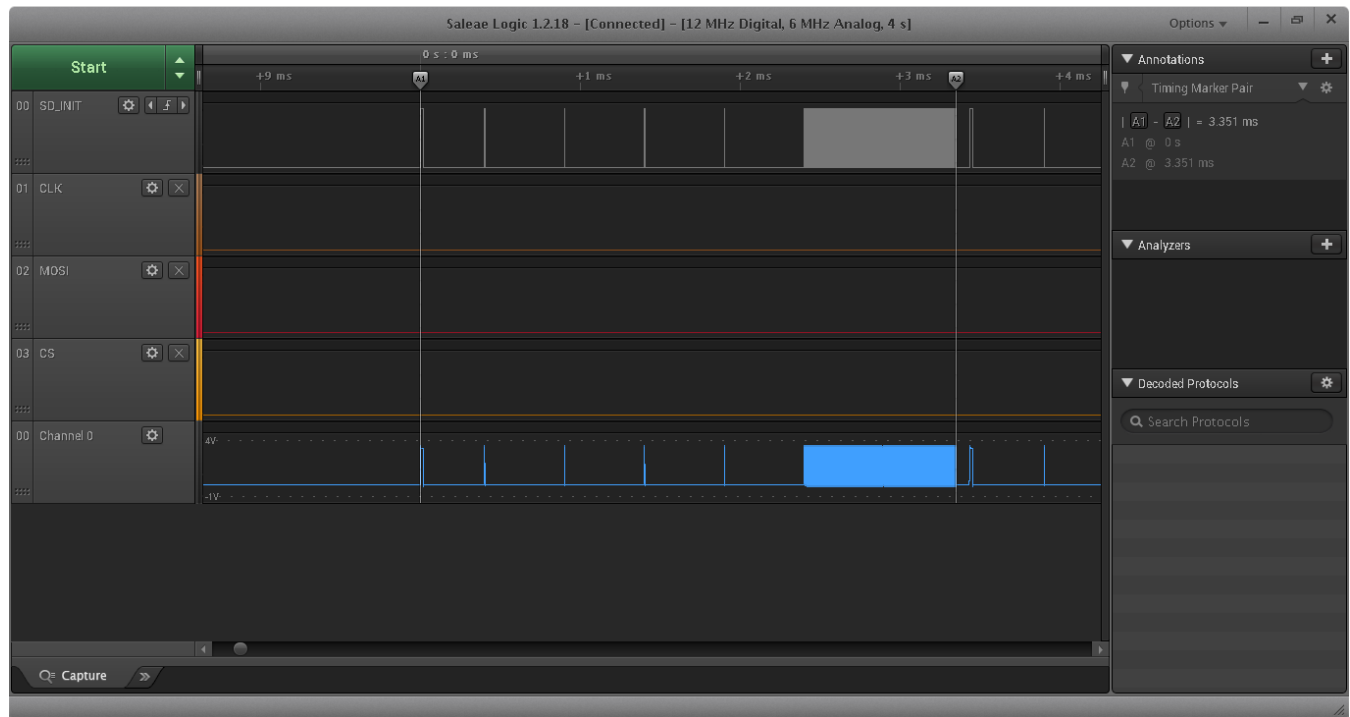 Saleae Logic 1.2.18 - [Connected] - [12 MHz Digital, 6 MHz Analog, 4 s]
Options
Start
0 s : 0 ms
+9 ms
A1
+1 ms
+2 ms
+3 ms
A2
+4 ms
Annotations
Timing Marker Pair
| A1 - A2 | = 3.351 ms
A1 @ 0 s
A2 @ 3.351 ms
00 SD_INIT
01 CLK
02 MOSI
03 CS
00 Channel 0
4V
-1V
Analyzers
Decoded Protocols
Search Protocols
Capture